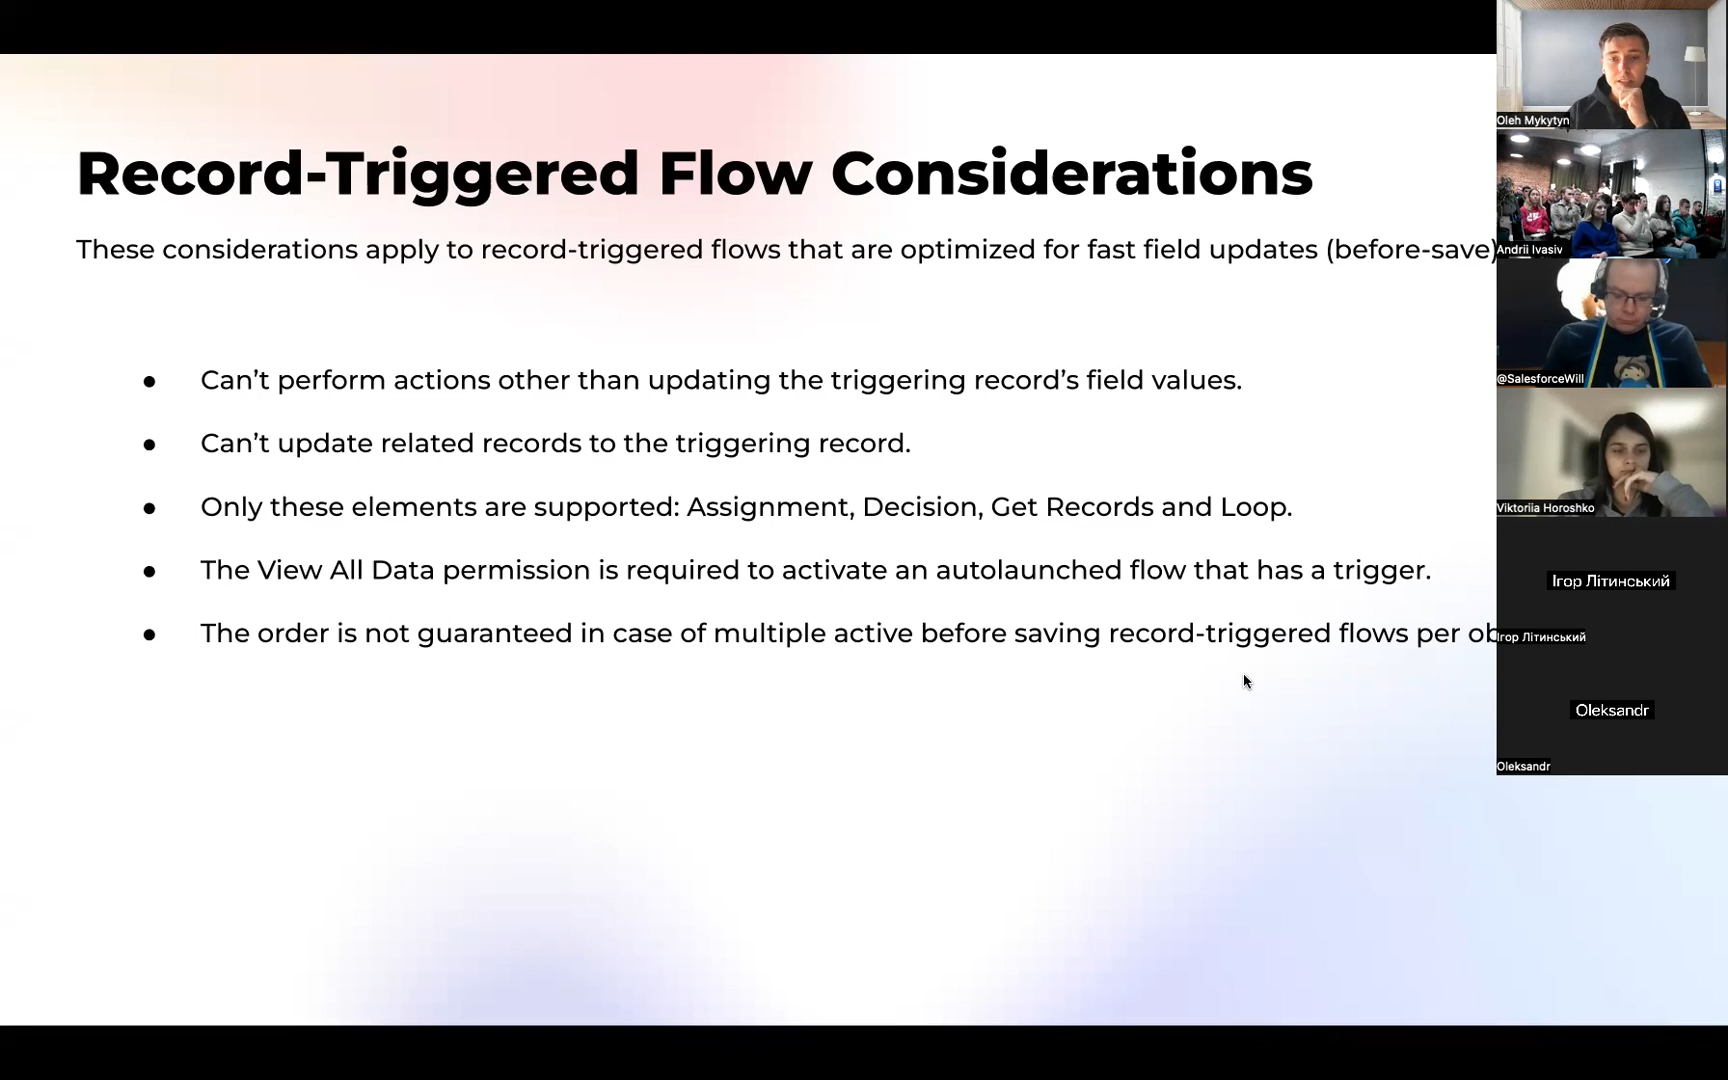 Record-Triggered Flow Considerations
These considerations apply to record-triggered flows that are optimized for fast field updates (before-save)
● Can’t perform actions other than updating the triggering record’s field values.
● Can’t update related records to the triggering record.
● Only these elements are supported: Assignment, Decision, Get Records and Loop.
● The View All Data permission is required to activate an autolaunched flow that has a trigger.
● The order is not guaranteed in case of multiple active before saving record-triggered flows per ob
Oleh Mykytyn
Andrii Ivasiv
@SalesforceWill
Viktoriia Horoshko
Ігор Літинський
Ігор Літинський
Oleksandr
Oleksandr